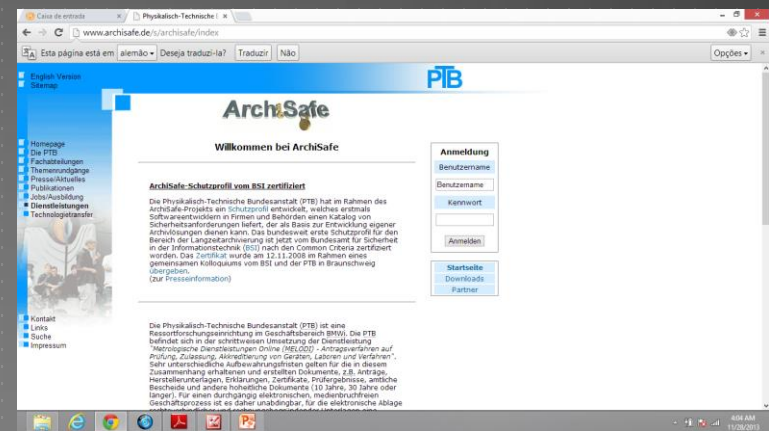 Caixa de entrada
Physikalisch-Technische
www.archisafe.de/s/archisafe/index
Esta página está em alemão Deseja traduzi-la? Traduzir Não Opções
English Version
Sitemap
PTB
ArchiSafe
Homepage
Die PTB
Fachabteilungen
Themenrundgänge
Presse/Aktuelles
Publikationen
Jobs/Ausbildung
Dienstleistungen
Technologietransfer
Kontakt
Links
Suche
Impressum
Willkommen bei ArchiSafe
ArchiSafe-Schutzprofil vom BSI zertifiziert
Die Physikalisch-Technische Bundesanstalt (PTB) hat im Rahmen des
ArchiSafe-Projekts ein Schutzprofil entwickelt, welches erstmals
Softwareentwicklern in Firmen und Behörden einen Katalog von
Sicherheitsanforderungen liefert, der als Basis zur Entwicklung eigener
Archivlösungen dienen kann. Das bundesweit erste Schutzprofil für den
Bereich der Langzeitarchivierung ist jetzt vom Bundesamt für Sicherheit
in der Informationstechnik (BSI) nach den Common Criteria zertifiziert
worden. Das Zertifikat wurde am 12.11.2008 im Rahmen eines
gemeinsamen Kolloquiums vom BSI und der PTB in Braunschweig
übergeben.
(zur Presseinformation)
Die Physikalisch-Technische Bundesanstalt (PTB) ist eine
Ressortforschungseinrichtung im Geschäftsbereich BMWi. Die PTB
befindet sich in der schrittweisen Umsetzung der Dienstleistung
"Metrologische Dienstleistungen Online (MELODI) - Antragsverfahren auf
Prüfung, Zulassung, Akkreditierung von Geräten, Laboren und Verfahren".
Sehr unterschiedliche Aufbewahrungsfristen gelten für die in diesem
Zusammenhang erhaltenen und erstellten Dokumente, z.B. Anträge,
Herstellerunterlagen, Erklärungen, Zertifikate, Prüfergebnisse, amtliche
Bescheide und andere hoheitliche Dokumente (10 Jahre, 30 Jahre oder
länger). Für einen durchgängig elektronischen, medienbruchfreien
Geschäftsprozess ist es daher unabdingbar, für die elektronische Ablage
Anmeldung
Benutzername
Benutzername
Kennwort
Anmelden
Startseite
Downloads
Partner
4:04 AM
11/28/2013